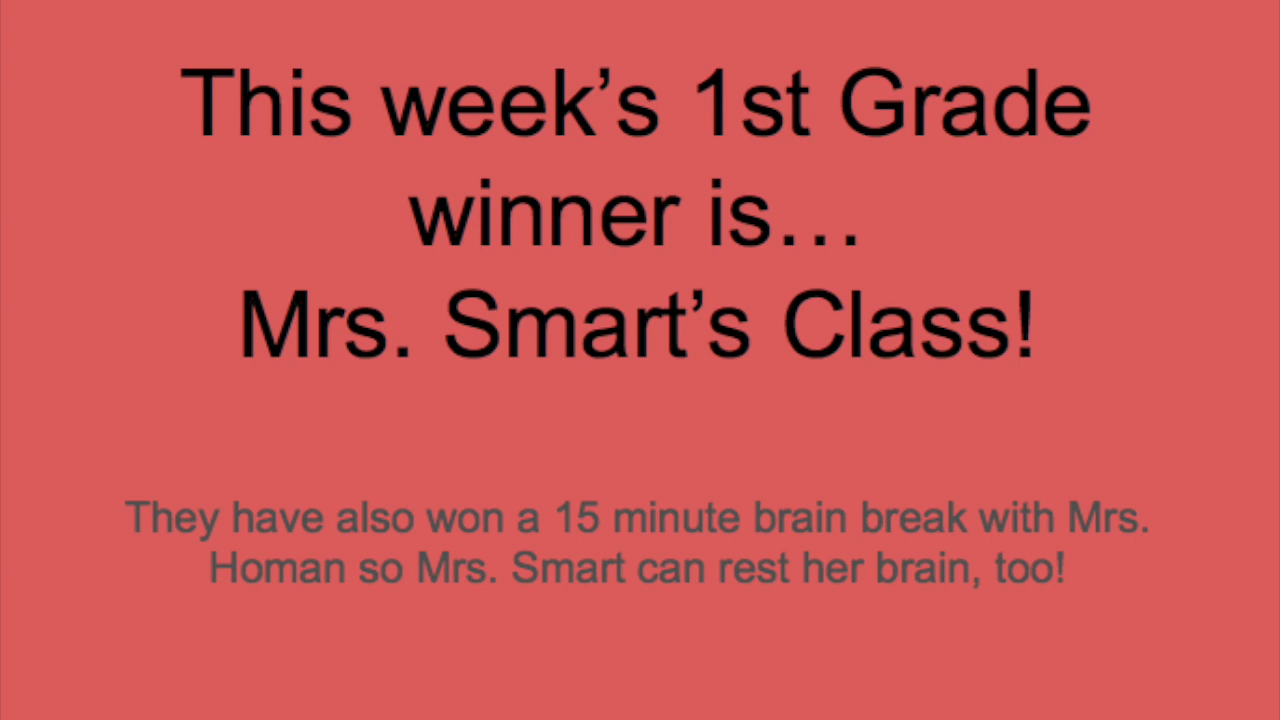 This week’s 1st Grade
winner is…
Mrs. Smart’s Class!
They have also won a 15 minute brain break with Mrs.
Homan so Mrs. Smart can rest her brain, too!